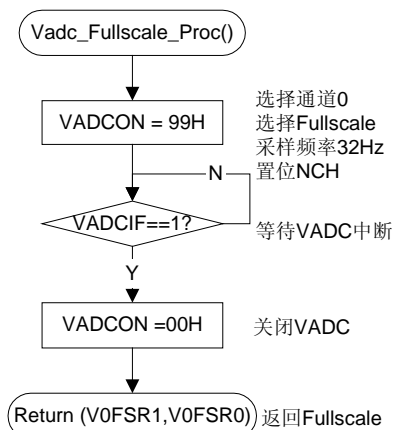 Vadc_Fullscale_Proc()
VADCON = 99H
选择通道0
选择Fullscale
采样频率32Hz
置位NCH
N
VADCIF==1?
等待VADC中断
Y
VADCON =00H
关闭VADC
Return (V0FSR1,V0FSR0)
返回Fullscale